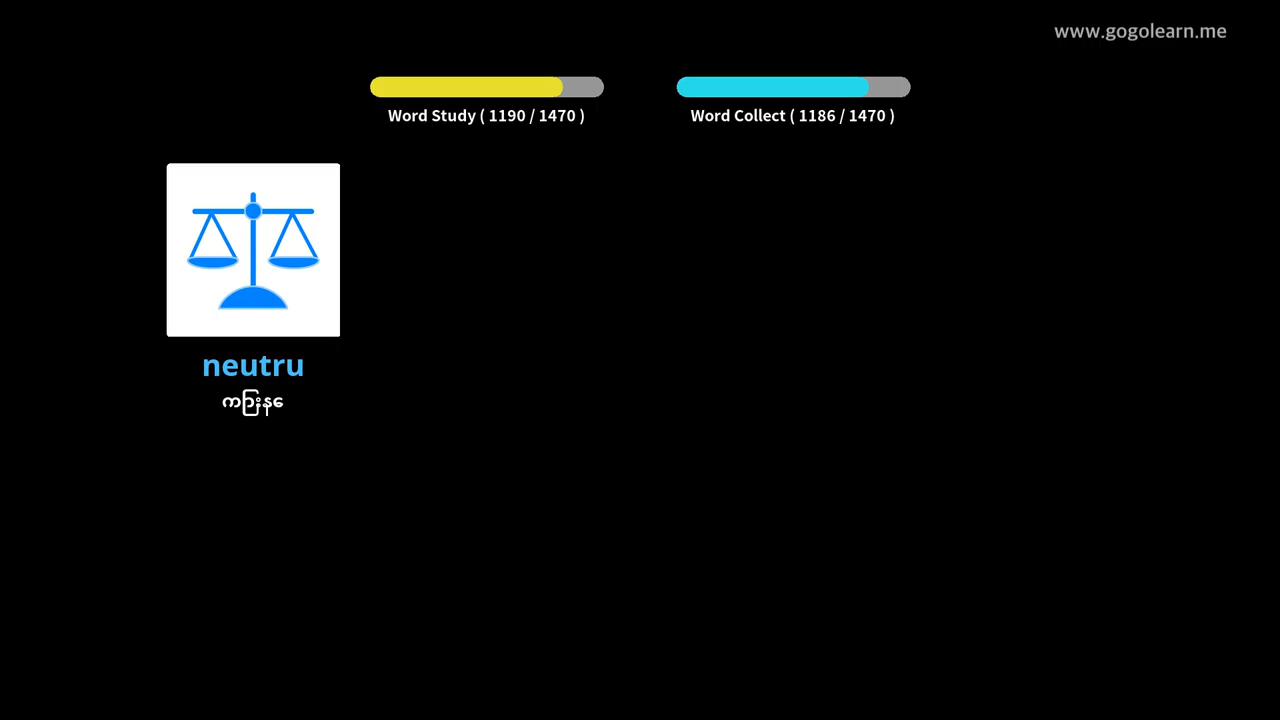 www.gogolearn.me
Word Study ( 1190 / 1470 )
Word Collect ( 1186 / 1470 )
neutru
ကြားနေ